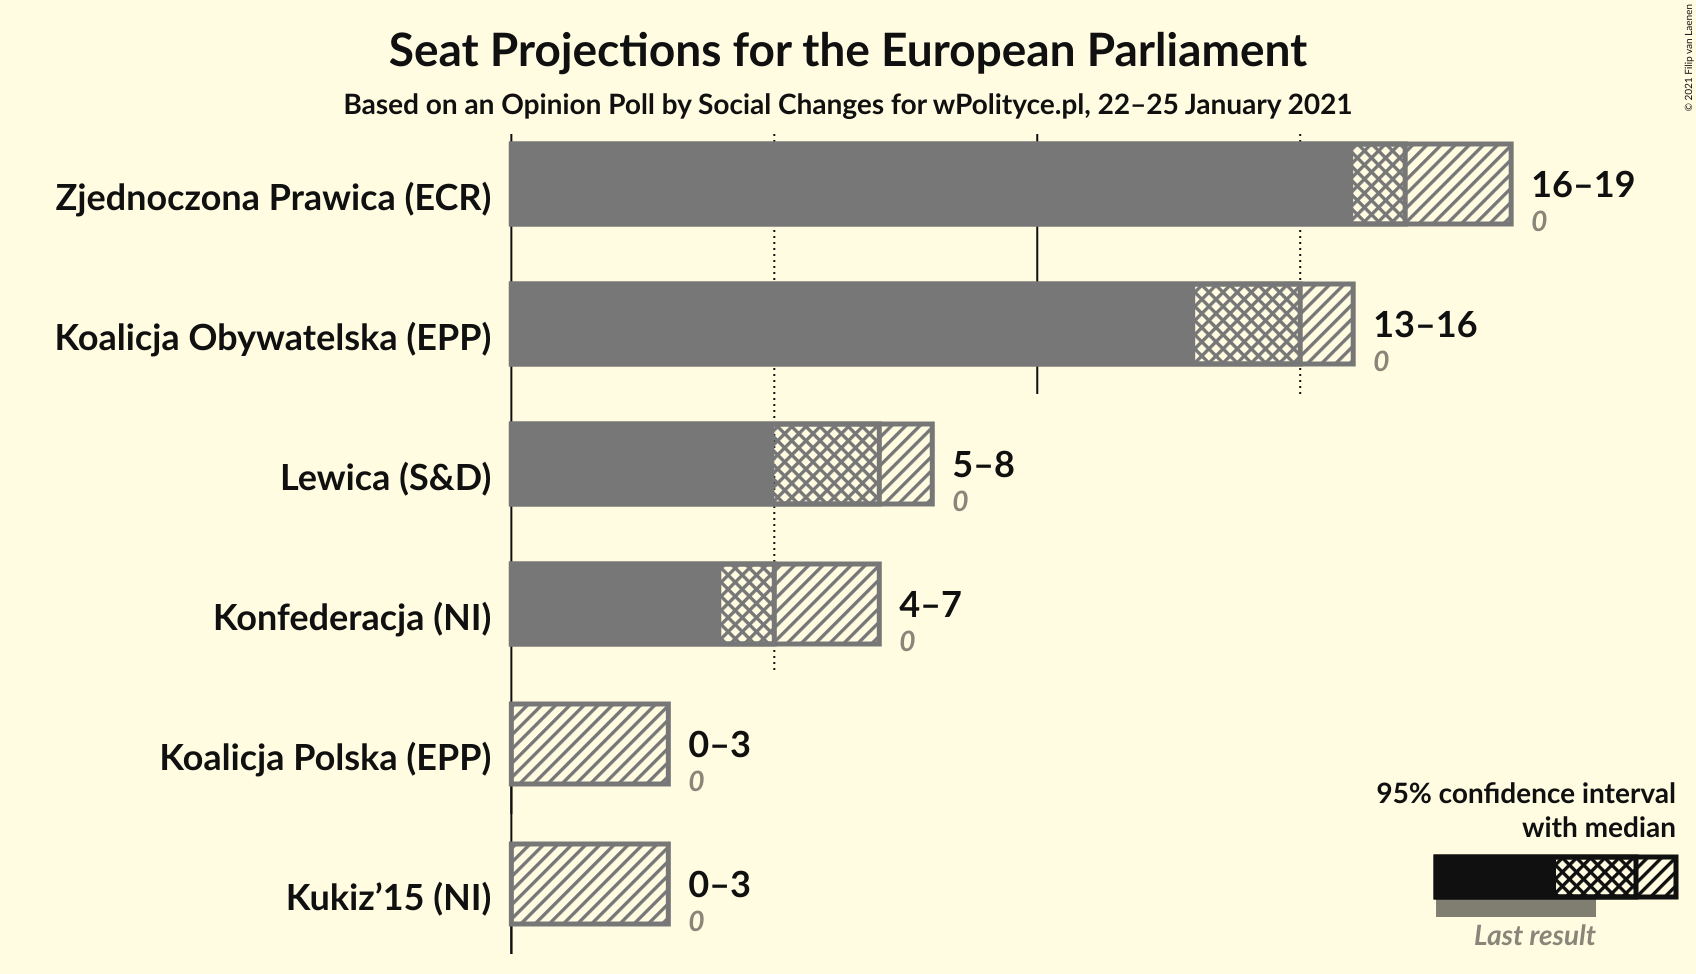 Seat Projections for the European Parliament
Based on an Opinion Poll by Social Changes for wPolityce.pl, 22–25 January 2021
© 2021 Filip van Laenen
Zjednoczona Prawica (ECR)
16–19
0
Koalicja Obywatelska (EPP)
13–16
0
Lewica (S&D)
5–8
0
Konfederacja (NI)
4–7
0
Koalicja Polska (EPP)
0–3
0
Kukiz’15 (NI)
0–3
0
95% confidence interval
with median
Last result